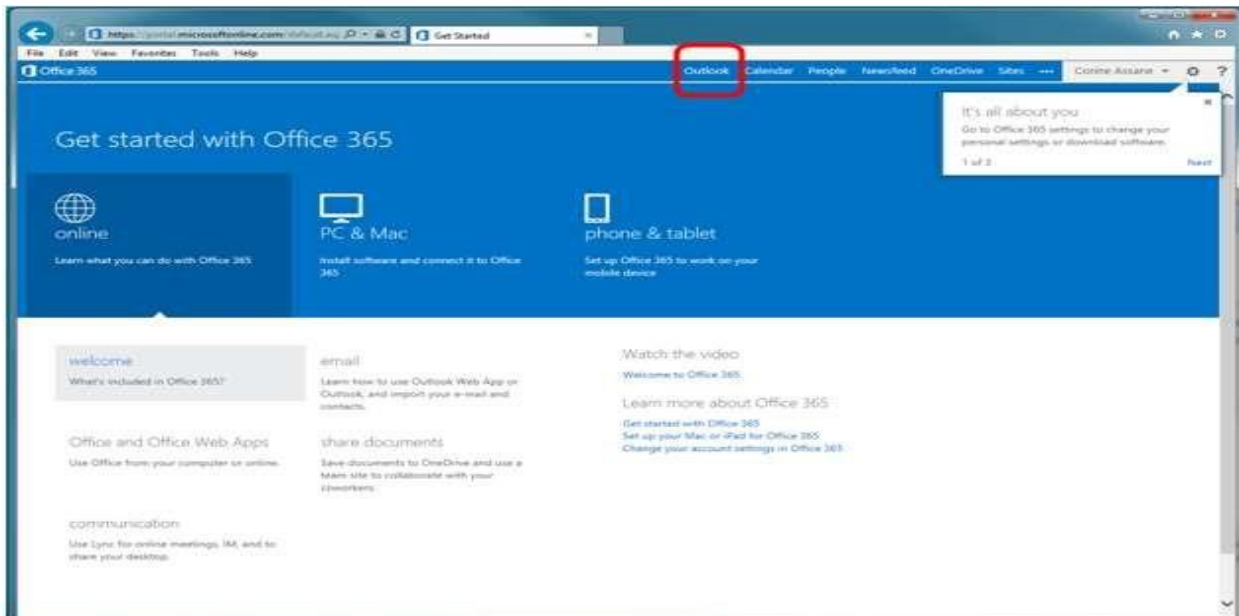 https://portal.microsoftonline.com/default.as
Get Started
File Edit View Favorites Tools Help
Office 365
Outlook Calendar People Newsfeed OneDrive Sites ••• Corine ?
It's all about you
Go to Office 365 settings to change your
personal settings or download software.
1 of 3 Next
Get started with Office 365
online
Learn what you can do with Office 365
PC & Mac
Install software and connect it to Office
365
phone & tablet
Set up Office 365 to work on your
mobile device
welcome
What's included in Office 365?
email
Learn how to use Outlook Web App or
Outlook, and import your e-mail and
contacts.
Office and Office Web Apps
Use Office from your computer or online.
share documents
Save documents to OneDrive and use a
team site to collaborate with your
coworkers.
communication
Use Lync for online meetings, IM, and to
share your desktop.
Watch the video
Welcome to Office 365
Learn more about Office 365
Get started with Office 365
Set up your Mac or iPad for Office 365
Change your account settings in Office 365